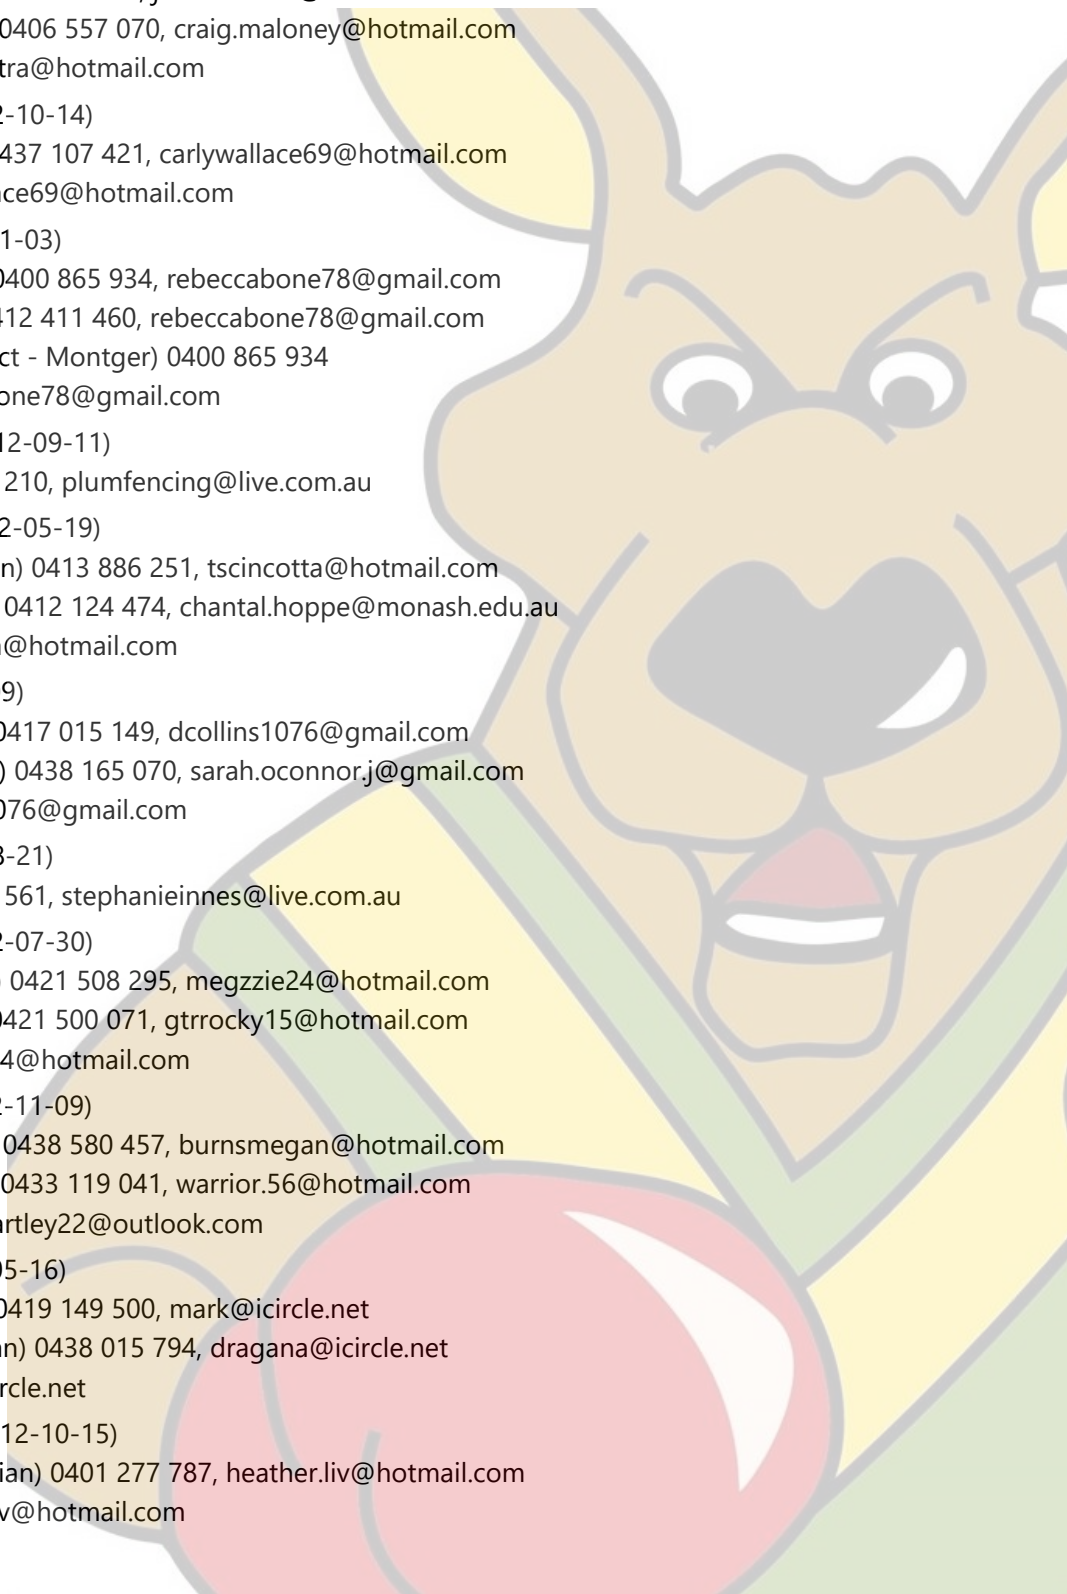 0406 557 070, craig.maloney@hotmail.com
tra@hotmail.com
2-10-14)
437 107 421, carlywallace69@hotmail.com
ace69@hotmail.com
1-03)
0400 865 934, rebeccabone78@gmail.com
412 411 460, rebeccabone78@gmail.com
ct - Montger) 0400 865 934
one78@gmail.com
12-09-11)
210, plumfencing@live.com.au
2-05-19)
n) 0413 886 251, tscincotta@hotmail.com
0412 124 474, chantal.hoppe@monash.edu.au
@hotmail.com
9)
0417 015 149, dcollins1076@gmail.com
) 0438 165 070, sarah.oconnor.j@gmail.com
076@gmail.com
3-21)
561, stephanieinnes@live.com.au
2-07-30)
0421 508 295, megzzie24@hotmail.com
0421 500 071, gtrrocky15@hotmail.com
4@hotmail.com
2-11-09)
0438 580 457, burnsmegan@hotmail.com
0433 119 041, warrior.56@hotmail.com
artley22@outlook.com
05-16)
0419 149 500, mark@icircle.net
an) 0438 015 794, dragana@icircle.net
rcle.net
12-10-15)
ian) 0401 277 787, heather.liv@hotmail.com
v@hotmail.com